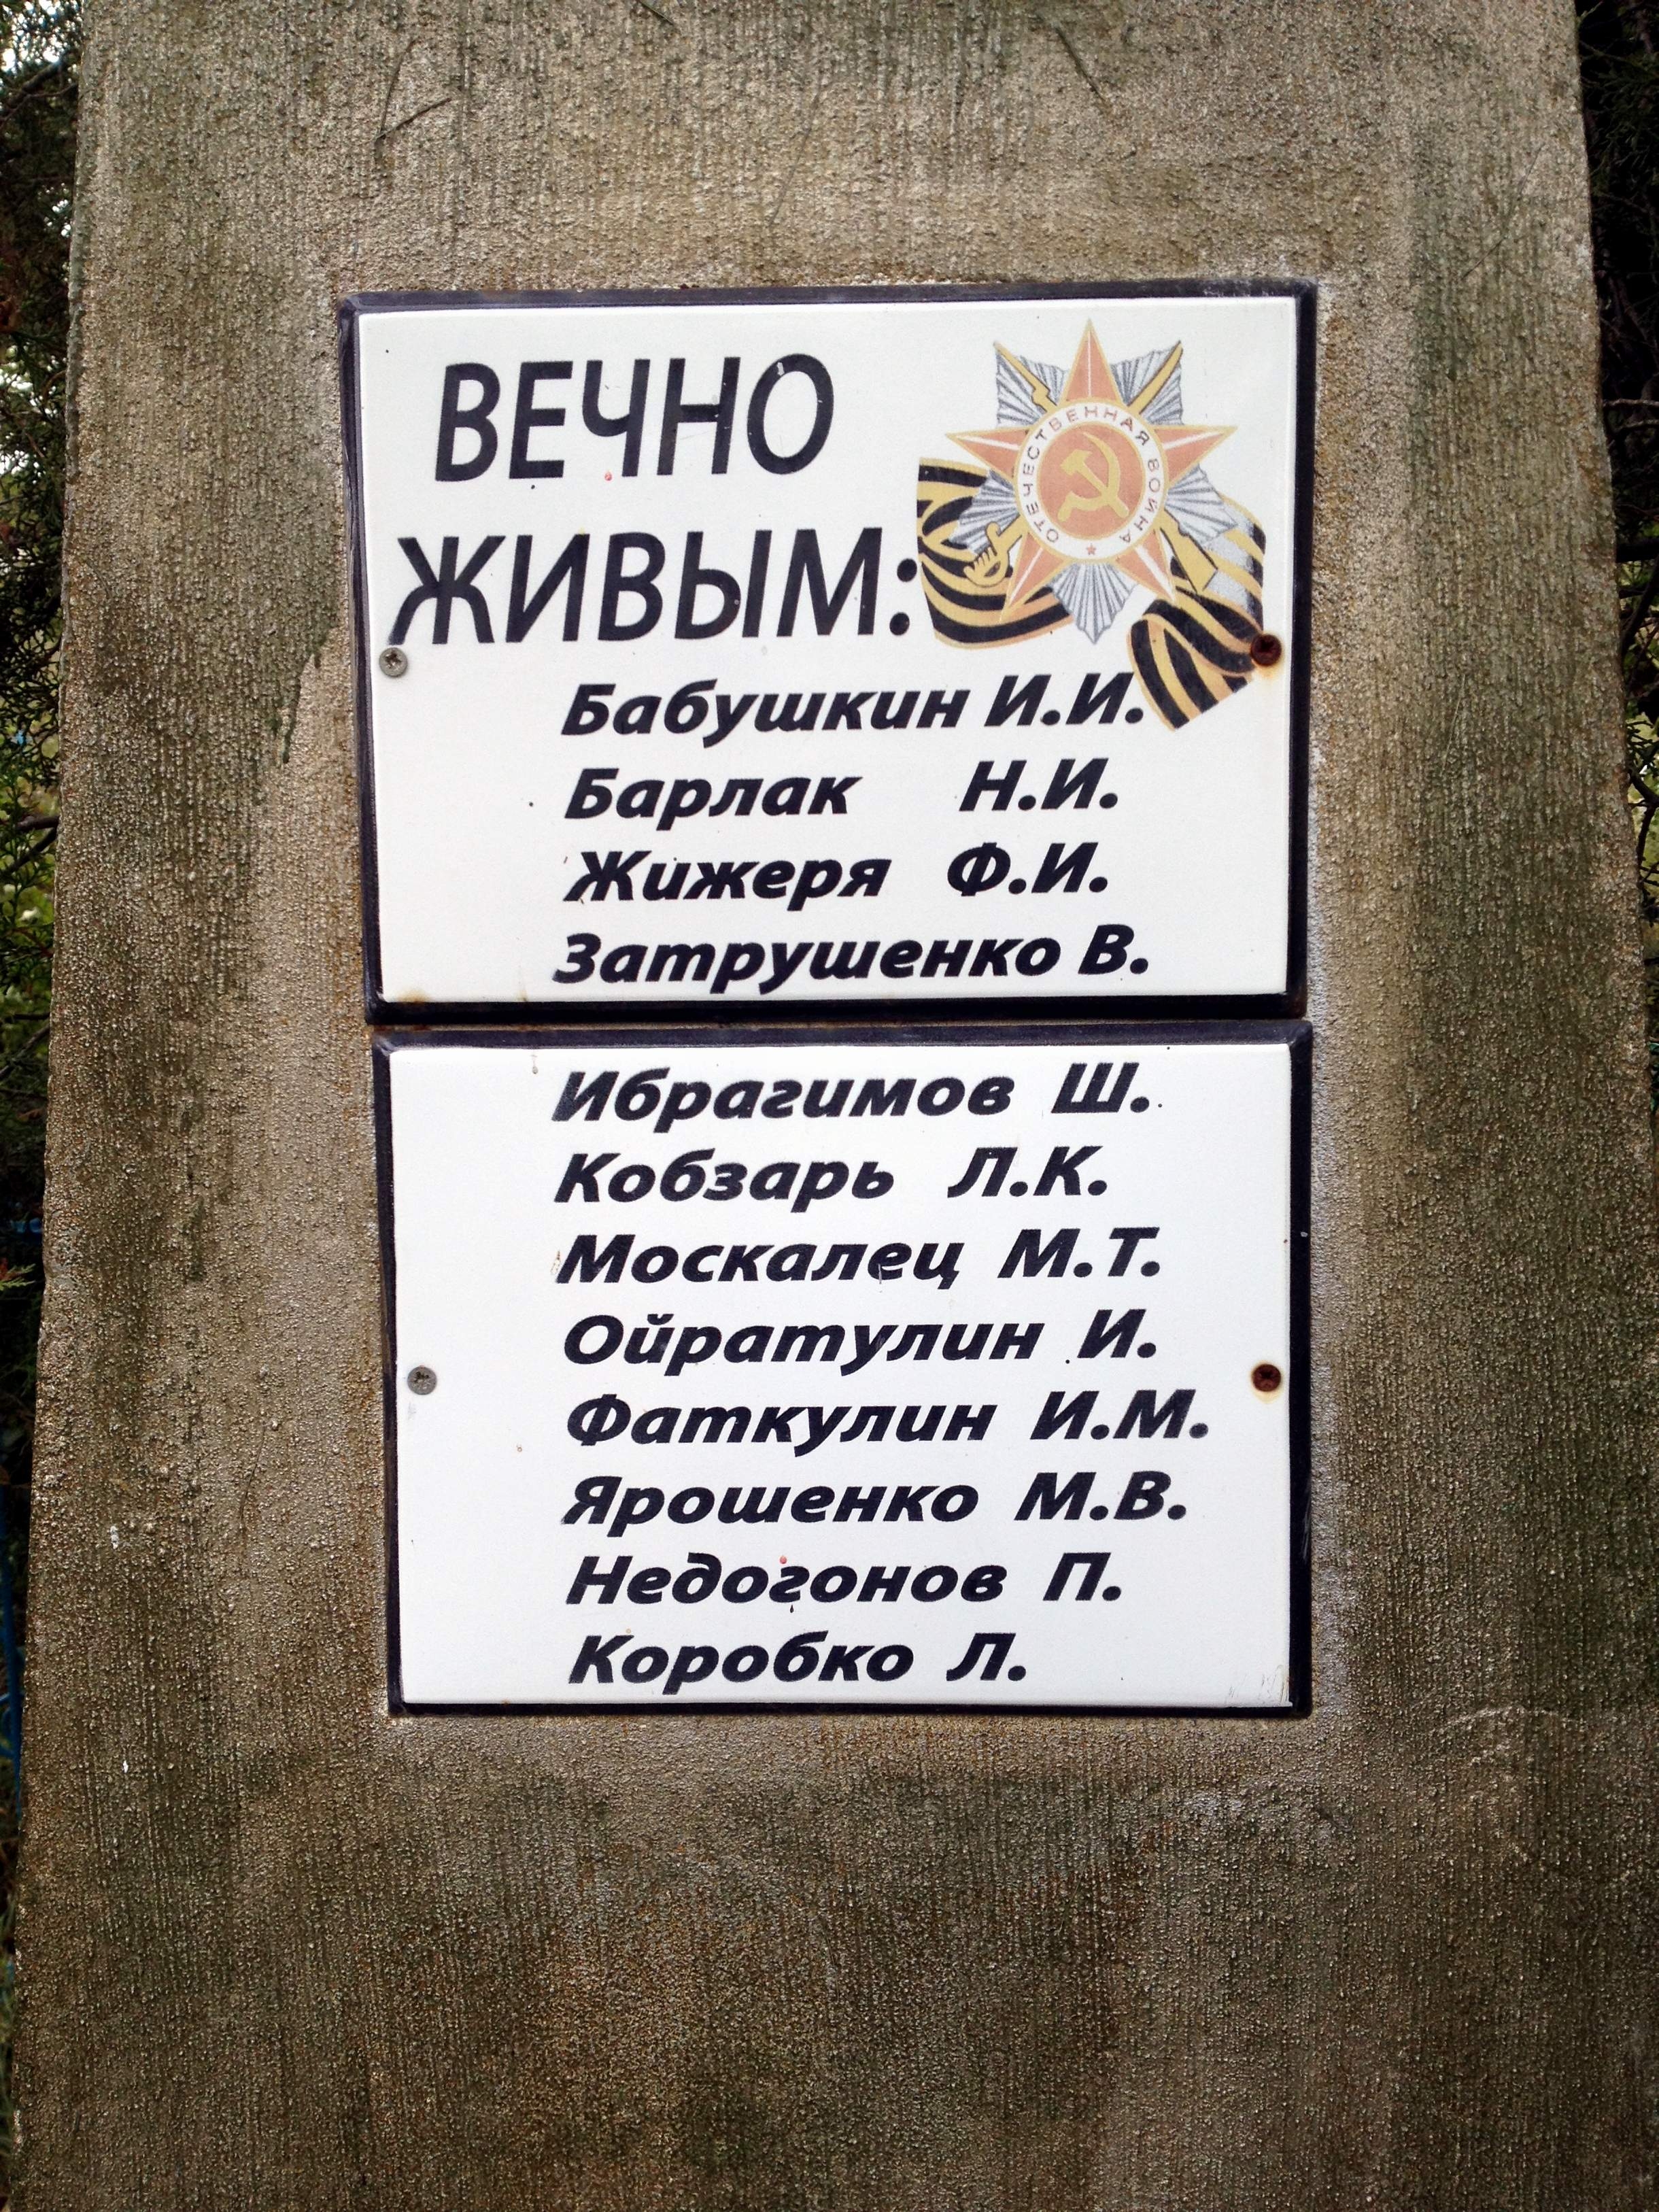 ВЕЧНО
ЖИВЫМ:
ОТЕЧЕСТВЕННАЯ ВОЙНА
Бабушкин И.И.
Барлак Н.И.
Жижеря Ф.И.
Затрушенко В.
Ибрагимов Ш.
Кобзарь Л.К.
Москалец М.Т.
Ойратулин И.
Фаткулин И.М.
Ярошенко М.В.
Недогонов П.
Коробко Л.